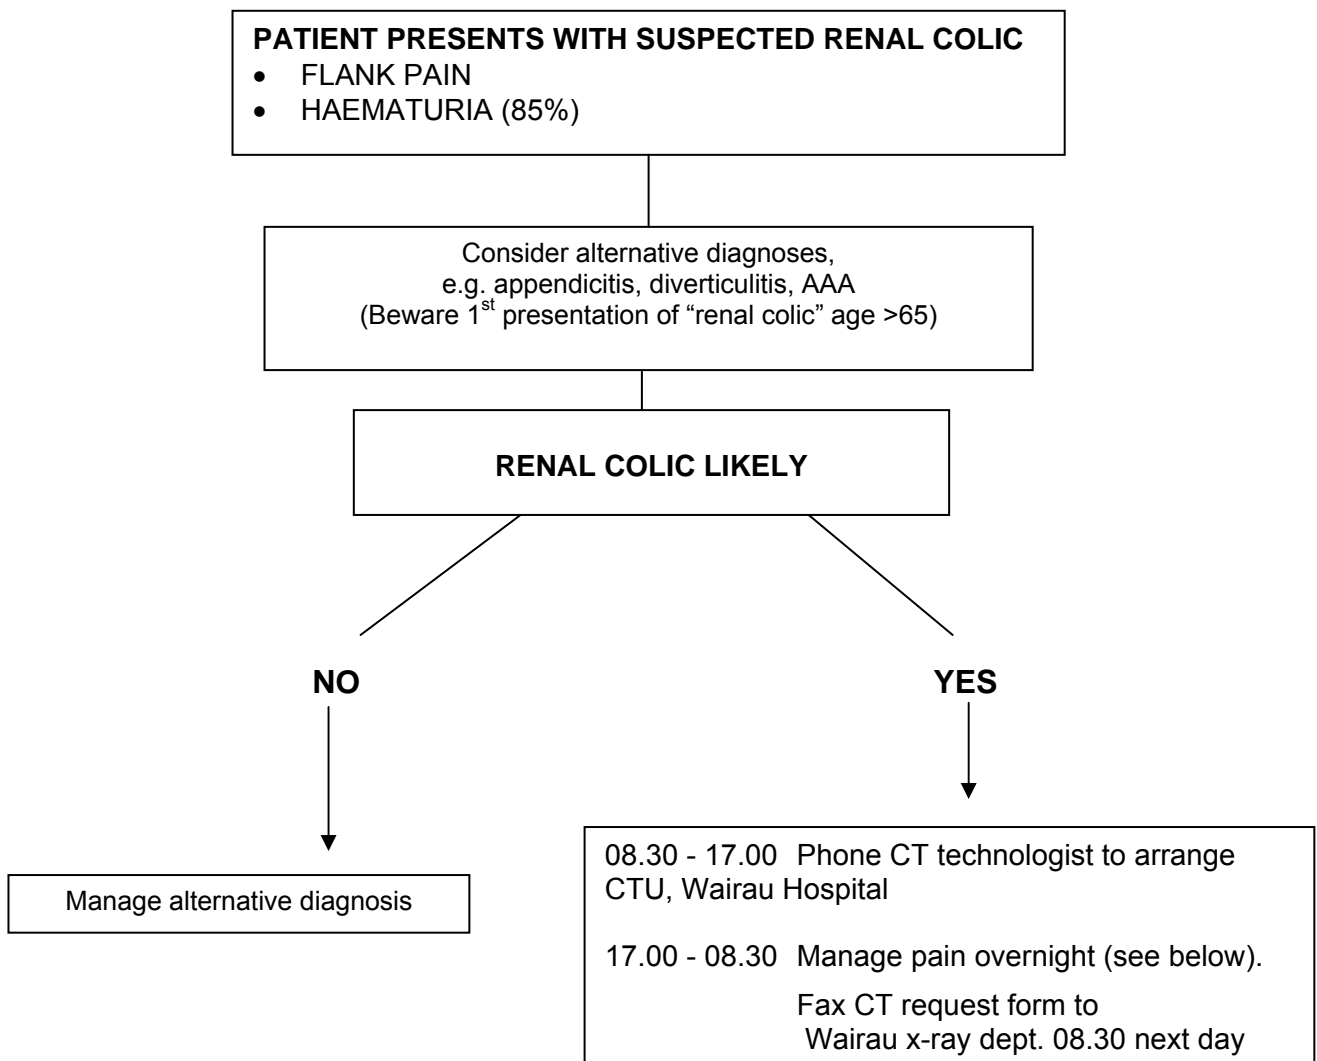 PATIENT PRESENTS WITH SUSPECTED RENAL COLIC
• FLANK PAIN
• HAEMATURIA (85%)
Consider alternative diagnoses,
e.g. appendicitis, diverticulitis, AAA
(Beware 1st presentation of “renal colic” age >65)
RENAL COLIC LIKELY
NO
YES
Manage alternative diagnosis
08.30 - 17.00 Phone CT technologist to arrange
CTU, Wairau Hospital
17.00 - 08.30 Manage pain overnight (see below).
Fax CT request form to
Wairau x-ray dept. 08.30 next day